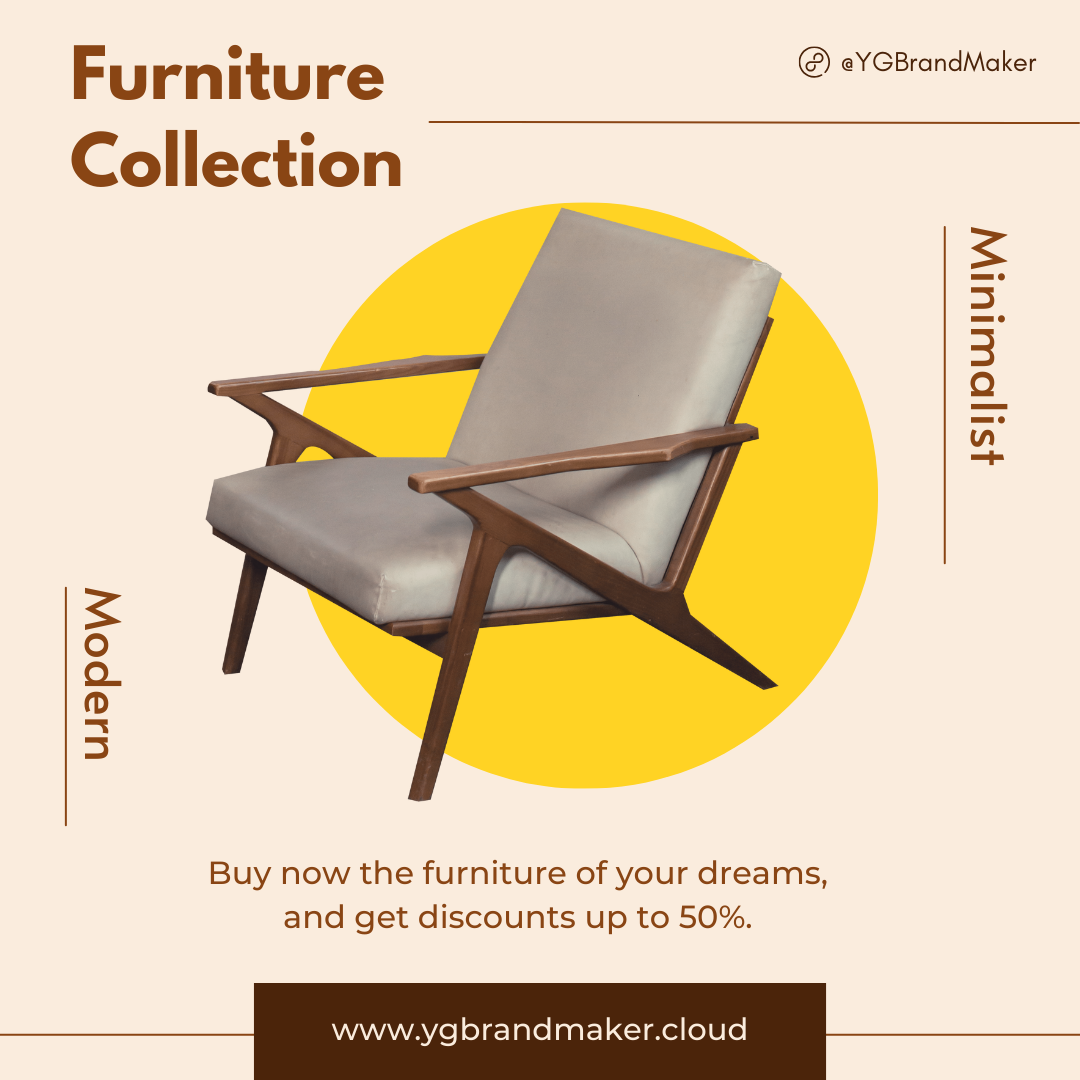 Furniture
Collection
@YGBrandMaker
Minimalist
Modern
Buy now the furniture of your dreams,
and get discounts up to 50%.
www.ygbrandmaker.cloud